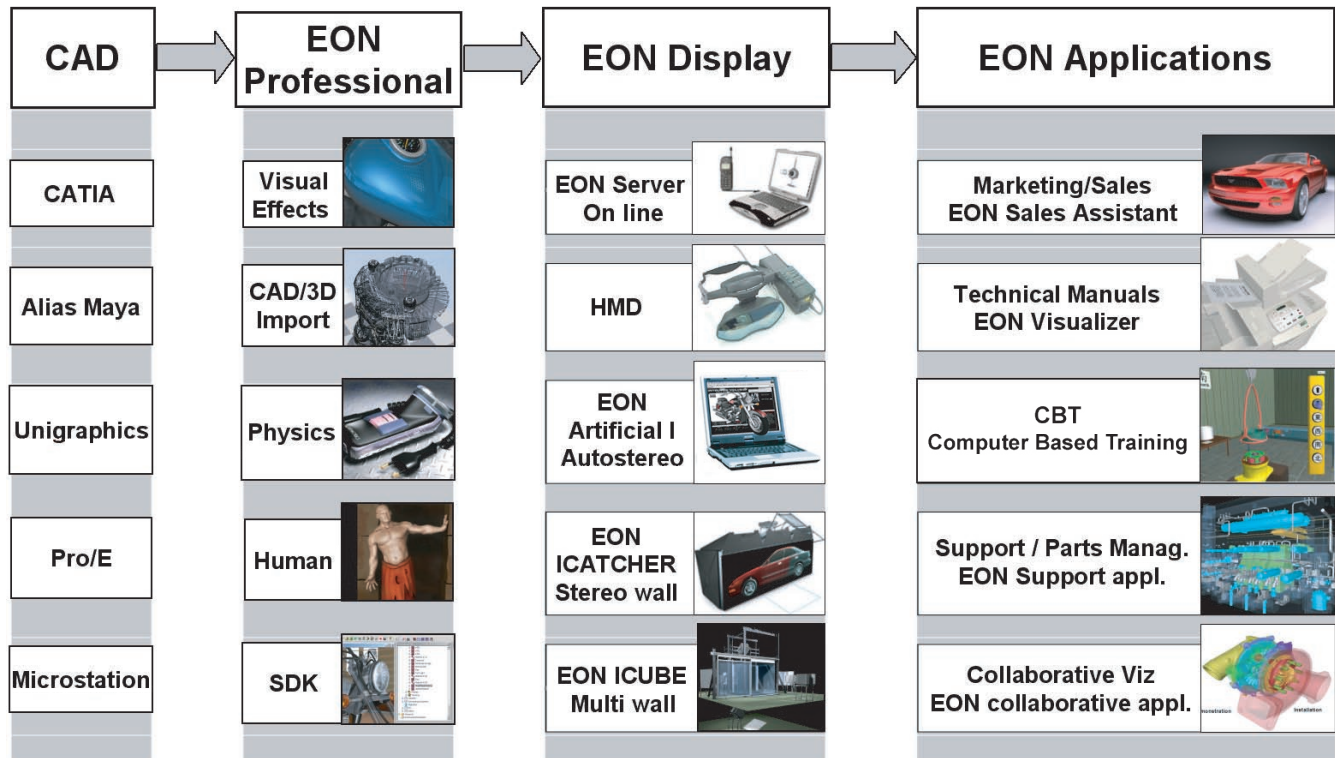 CAD
EON
Professional
EON Display
EON Applications
CATIA
Visual
Effects
EON Server
On line
Marketing/Sales
EON Sales Assistant
Alias Maya
CAD/3D
Import
HMD
Technical Manuals
EON Visualizer
Unigraphics
Physics
EON
Artificial I
Autostereo
CBT
Computer Based Training
Pro/E
Human
EON
ICATCHER
Stereo wall
Support / Parts Manag.
EON Support appl.
Microstation
SDK
EON ICUBE
Multi wall
Collaborative Viz
EON collaborative appl.
Installation